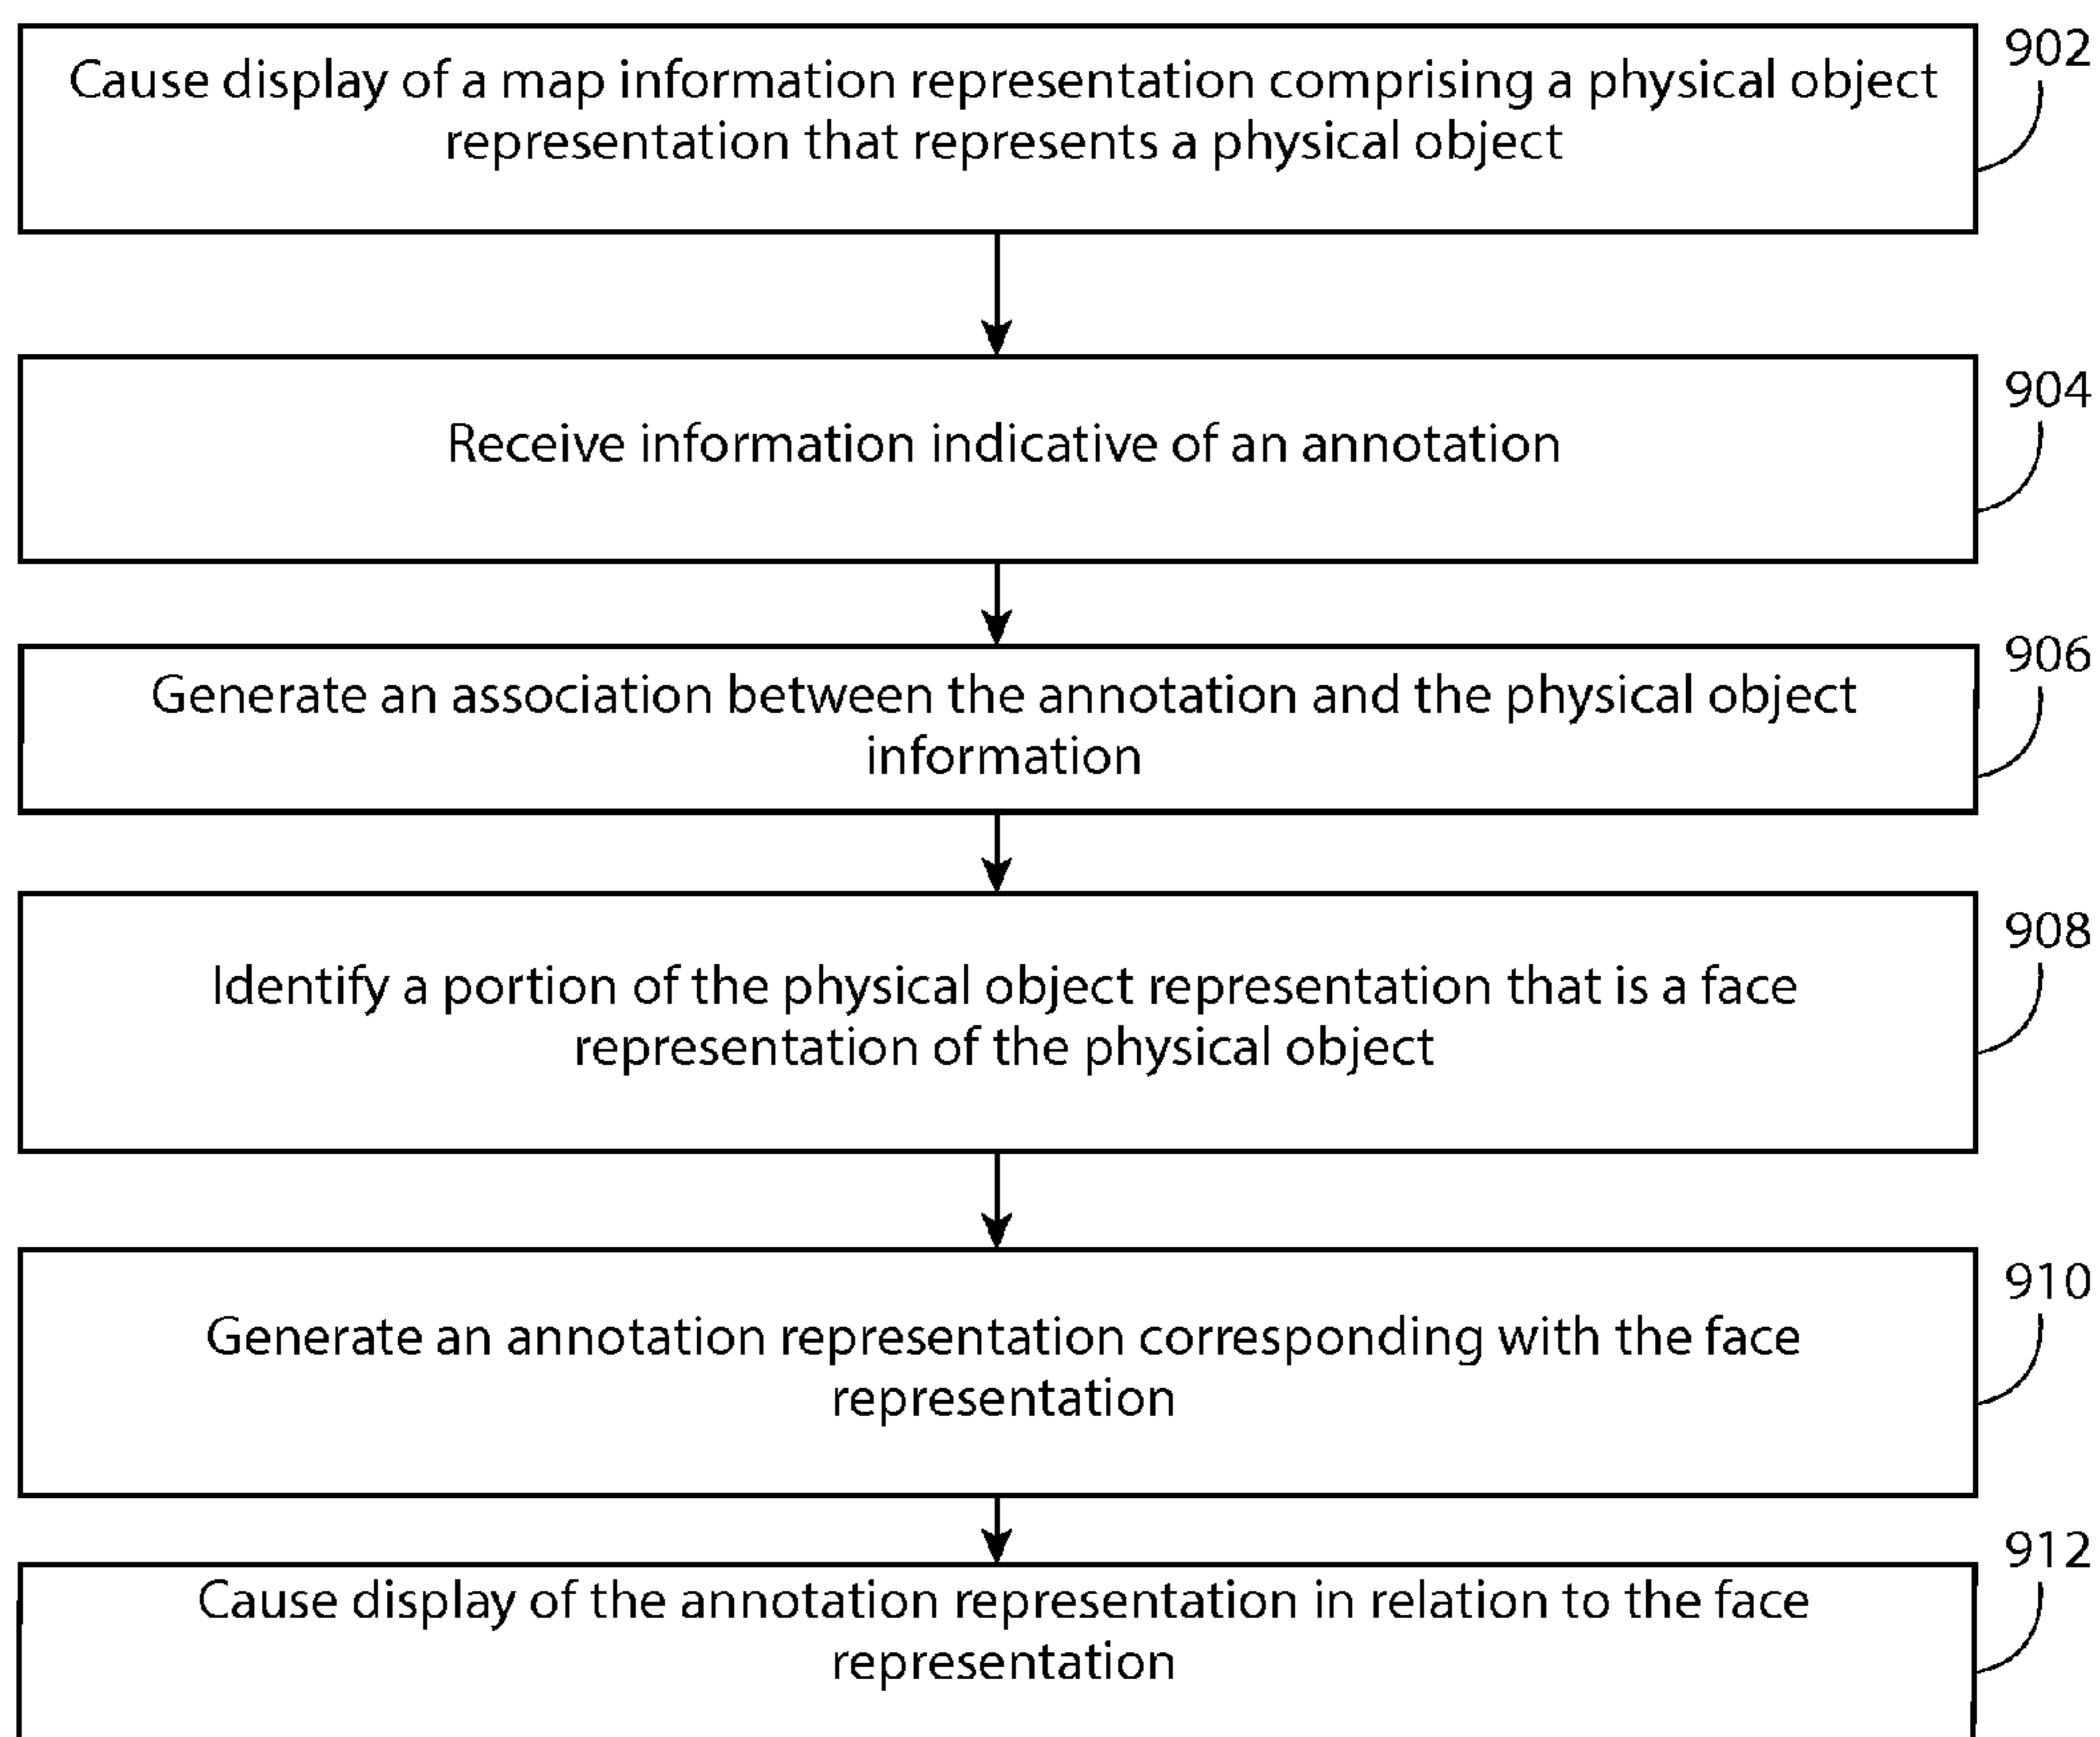 902
Cause display of a map information representation comprising a physical object
representation that represents a physical object
904
Receive information indicative of an annotation
906
Generate an association between the annotation and the physical object
information
908
Identify a portion of the physical object representation that is a face
representation of the physical object
910
Generate an annotation representation corresponding with the face
representation
912
Cause display of the annotation representation in relation to the face
representation